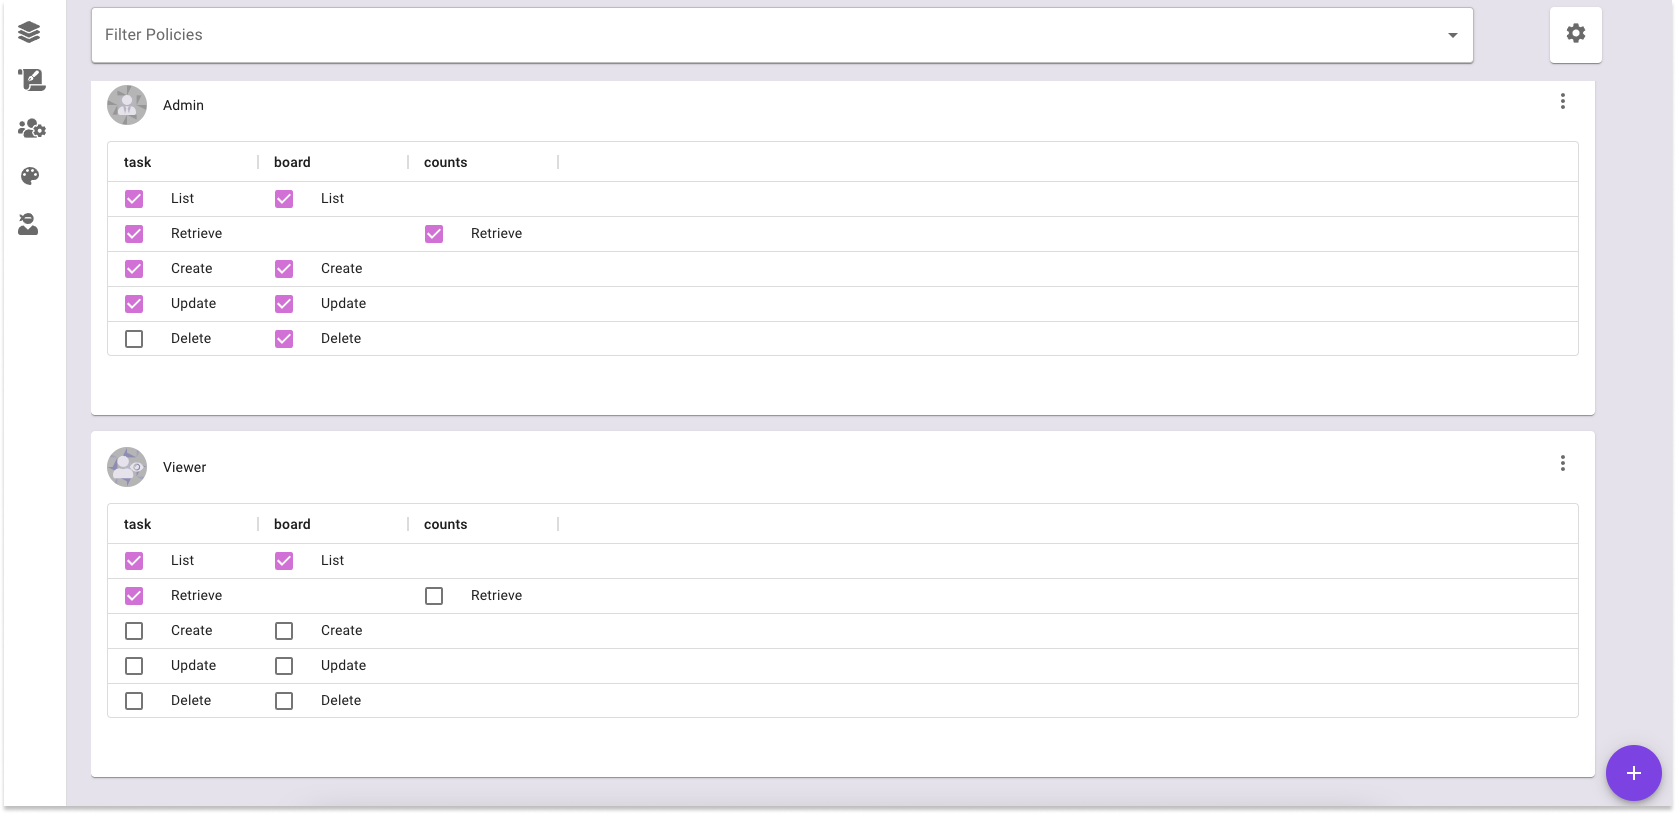 Filter Policies
Admin
task board counts
List List
Retrieve Retrieve
Create Create
Update Update
Delete Delete
Viewer
task board counts
List List
Retrieve Retrieve
Create Create
Update Update
Delete Delete